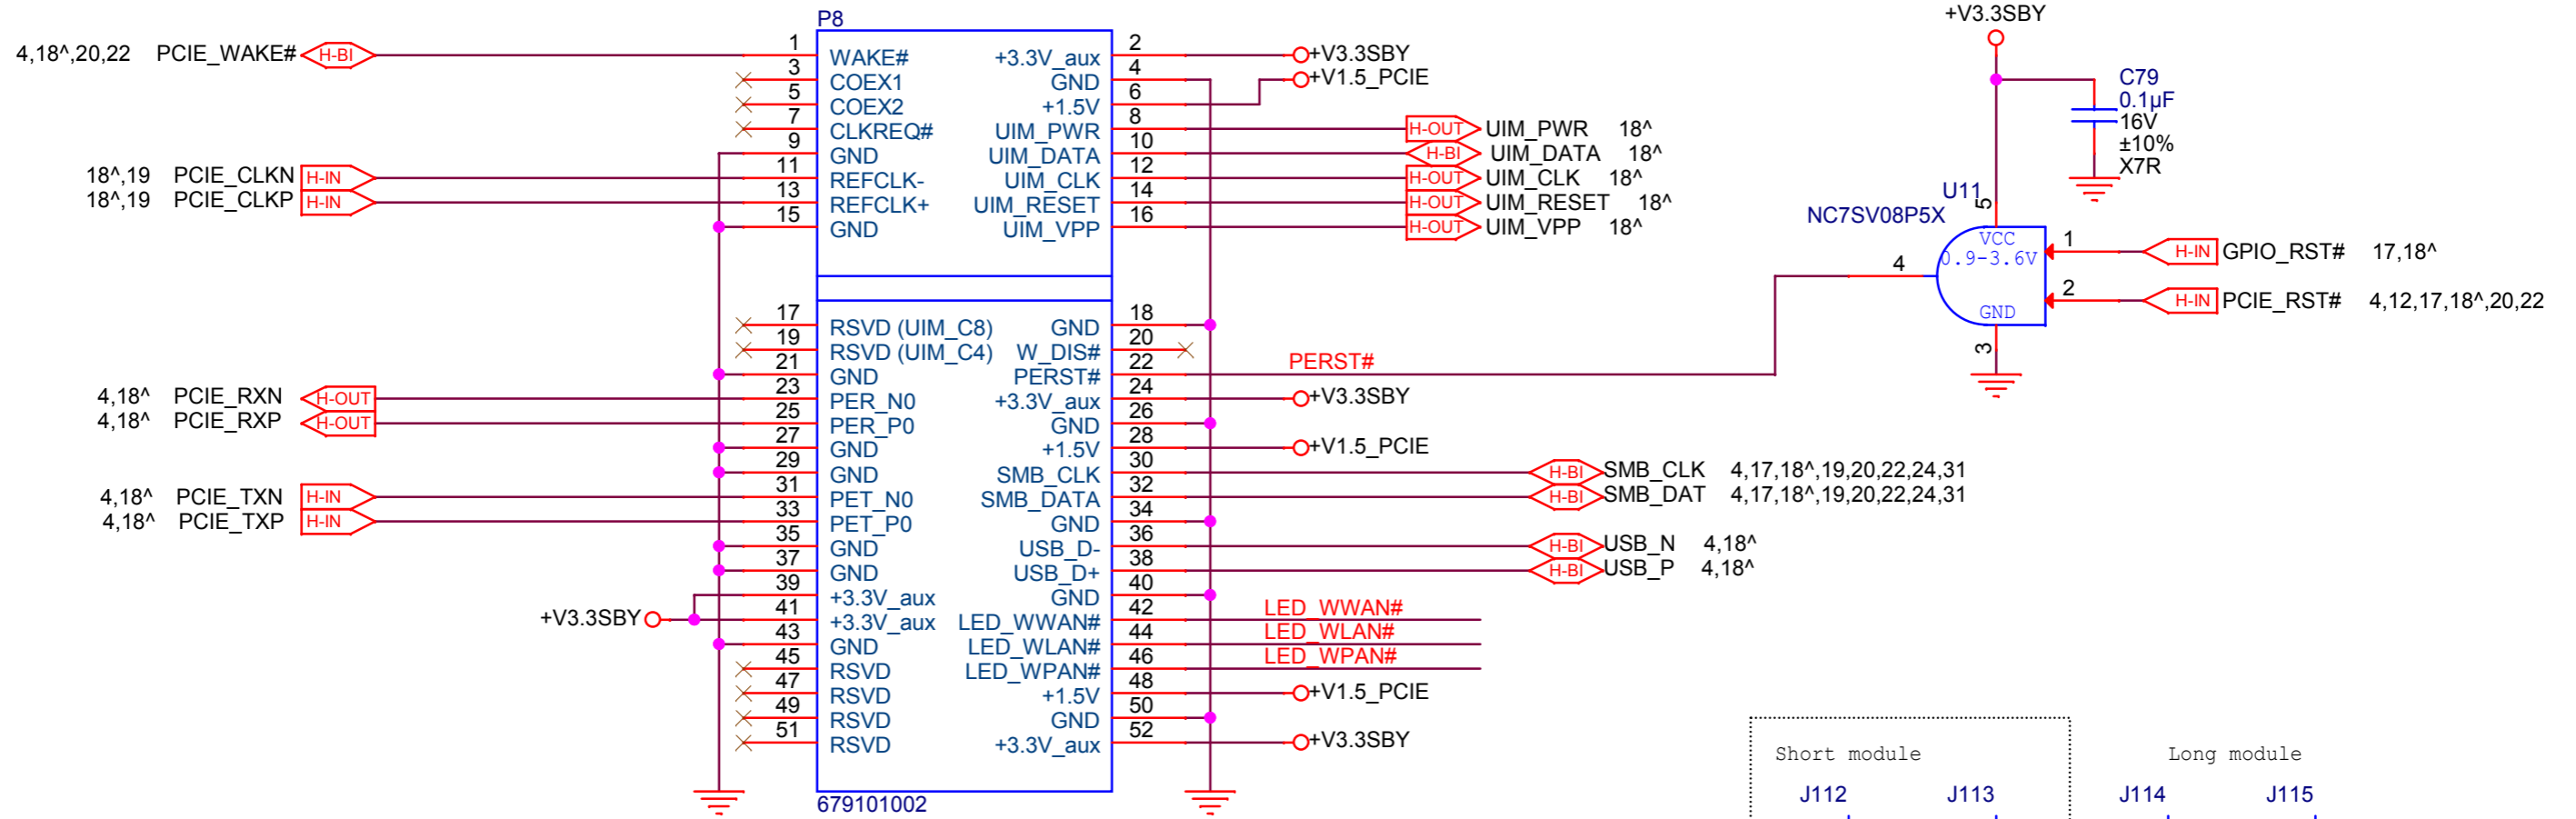 P8
+V3.3SBY
4,18^,20,22 PCIE_WAKE# H-BI 1 WAKE# +3.3V_aux 2 +V3.3SBY
3 COEX1 GND 4 +V1.5_PCIE
5 COEX2 +1.5V 6
7 CLKREQ# UIM_PWR 8 H-OUT UIM_PWR 18^
9 GND UIM_DATA 10 H-BI UIM_DATA 18^
18^,19 PCIE_CLKN H-IN 11 REFCLK- UIM_CLK 12 H-OUT UIM_CLK 18^
18^,19 PCIE_CLKP H-IN 13 REFCLK+ UIM_RESET 14 H-OUT UIM_RESET 18^
15 GND UIM_VPP 16 H-OUT UIM_VPP 18^
17 RSVD (UIM_C8) GND 18
19 RSVD (UIM_C4) W_DIS# 20
21 GND PERST# 22 PERST#
4,18^ PCIE_RXN H-OUT 23 PER_N0 +3.3V_aux 24 +V3.3SBY
4,18^ PCIE_RXP H-OUT 25 PER_P0 GND 26
27 GND +1.5V 28 +V1.5_PCIE
29 GND SMB_CLK 30 H-BI SMB_CLK 4,17,18^,19,20,22,24,31
4,18^ PCIE_TXN H-IN 31 PET_N0 SMB_DATA 32 H-BI SMB_DAT 4,17,18^,19,20,22,24,31
4,18^ PCIE_TXP H-IN 33 PET_P0 GND 34
35 GND USB_D- 36 H-BI USB_N 4,18^
37 GND USB_D+ 38 H-BI USB_P 4,18^
39 +3.3V_aux GND 40
+V3.3SBY 41 +3.3V_aux LED_WWAN# 42 LED_WWAN#
43 GND LED_WLAN# 44 LED_WLAN#
45 RSVD LED_WPAN# 46 LED_WPAN#
47 RSVD +1.5V 48 +V1.5_PCIE
49 RSVD GND 50
51 RSVD +3.3V_aux 52 +V3.3SBY
679101002
C79
0.1µF
16V
±10%
X7R
U11
NC7SV08P5X
5
VCC
0.9-3.6V
GND
3
4
1 H-IN GPIO_RST# 17,18^
2 H-IN PCIE_RST# 4,12,17,18^,20,22
Short module Long module
J112 J113 J114 J115